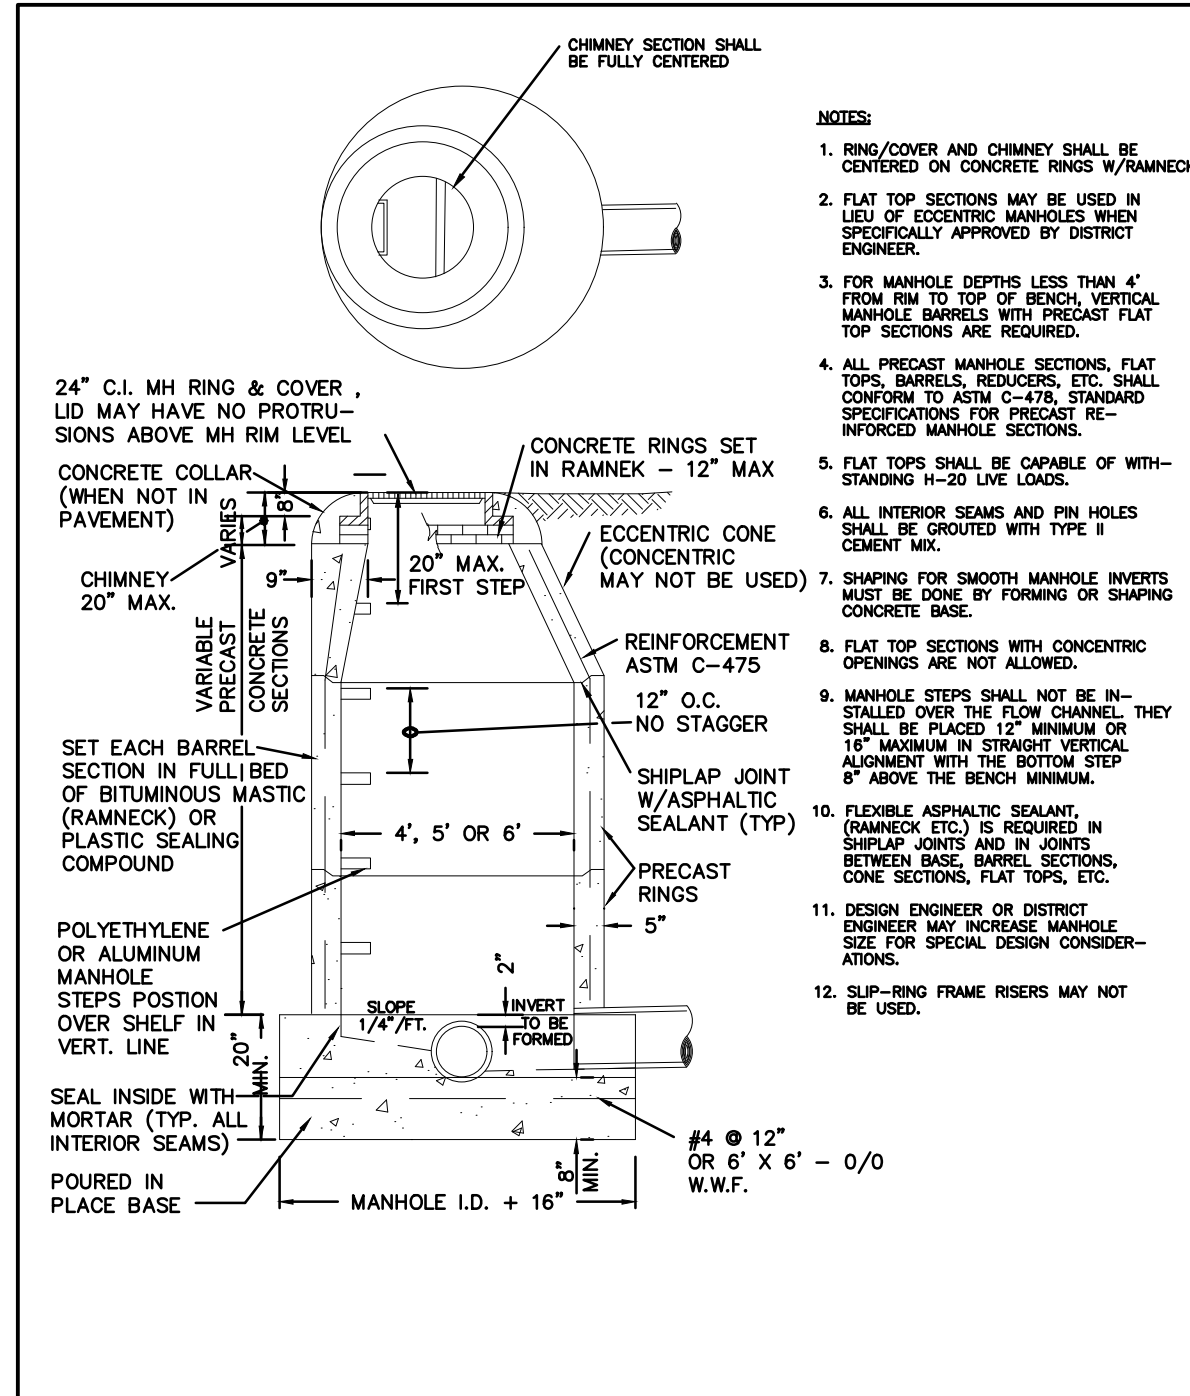 CHIMNEY SECTION SHALL
BE FULLY CENTERED
24" C.I. MH RING & COVER ,
LID MAY HAVE NO PROTRU-
SIONS ABOVE MH RIM LEVEL
CONCRETE COLLAR
(WHEN NOT IN
PAVEMENT)
8"
VARIES
CHIMNEY
20" MAX.
9"
CONCRETE RINGS SET
IN RAMNEK - 12" MAX
20" MAX.
FIRST STEP
ECCENTRIC CONE
(CONCENTRIC
MAY NOT BE USED)
VARIABLE
PRECAST
CONCRETE
SECTIONS
REINFORCEMENT
ASTM C-475
12" O.C.
NO STAGGER
SET EACH BARREL
SECTION IN FULL BED
OF BITUMINOUS MASTIC
(RAMNECK) OR
PLASTIC SEALING
COMPOUND
SHIPLAP JOINT
W/ASPHALTIC
SEALANT (TYP)
4', 5' OR 6'
PRECAST
RINGS
5"
POLYETHYLENE
OR ALUMINUM
MANHOLE
STEPS POSTION
OVER SHELF IN
VERT. LINE
2"
SLOPE
1/4"/FT.
INVERT
TO BE
FORMED
20"
MIN.
SEAL INSIDE WITH
MORTAR (TYP. ALL
INTERIOR SEAMS)
POURED IN
PLACE BASE
8"
MIN.
#4 @ 12"
OR 6' X 6' - 0/0
W.W.F.
MANHOLE I.D. + 16"
NOTES:
1. RING/COVER AND CHIMNEY SHALL BE
CENTERED ON CONCRETE RINGS W/RAMNECK
2. FLAT TOP SECTIONS MAY BE USED IN
LIEU OF ECCENTRIC MANHOLES WHEN
SPECIFICALLY APPROVED BY DISTRICT
ENGINEER.
3. FOR MANHOLE DEPTHS LESS THAN 4'
FROM RIM TO TOP OF BENCH, VERTICAL
MANHOLE BARRELS WITH PRECAST FLAT
TOP SECTIONS ARE REQUIRED.
4. ALL PRECAST MANHOLE SECTIONS, FLAT
TOPS, BARRELS, REDUCERS, ETC. SHALL
CONFORM TO ASTM C-478, STANDARD
SPECIFICATIONS FOR PRECAST RE-
INFORCED MANHOLE SECTIONS.
5. FLAT TOPS SHALL BE CAPABLE OF WITH-
STANDING H-20 LIVE LOADS.
6. ALL INTERIOR SEAMS AND PIN HOLES
SHALL BE GROUTED WITH TYPE II
CEMENT MIX.
7. SHAPING FOR SMOOTH MANHOLE INVERTS
MUST BE DONE BY FORMING OR SHAPING
CONCRETE BASE.
8. FLAT TOP SECTIONS WITH CONCENTRIC
OPENINGS ARE NOT ALLOWED.
9. MANHOLE STEPS SHALL NOT BE IN-
STALLED OVER THE FLOW CHANNEL. THEY
SHALL BE PLACED 12" MINIMUM OR
16" MAXIMUM IN STRAIGHT VERTICAL
ALIGNMENT WITH THE BOTTOM STEP
8" ABOVE THE BENCH MINIMUM.
10. FLEXIBLE ASPHALTIC SEALANT,
(RAMNECK ETC.) IS REQUIRED IN
SHIPLAP JOINTS AND IN JOINTS
BETWEEN BASE, BARREL SECTIONS,
CONE SECTIONS, FLAT TOPS, ETC.
11. DESIGN ENGINEER OR DISTRICT
ENGINEER MAY INCREASE MANHOLE
SIZE FOR SPECIAL DESIGN CONSIDER-
ATIONS.
12. SLIP-RING FRAME RISERS MAY NOT
BE USED.